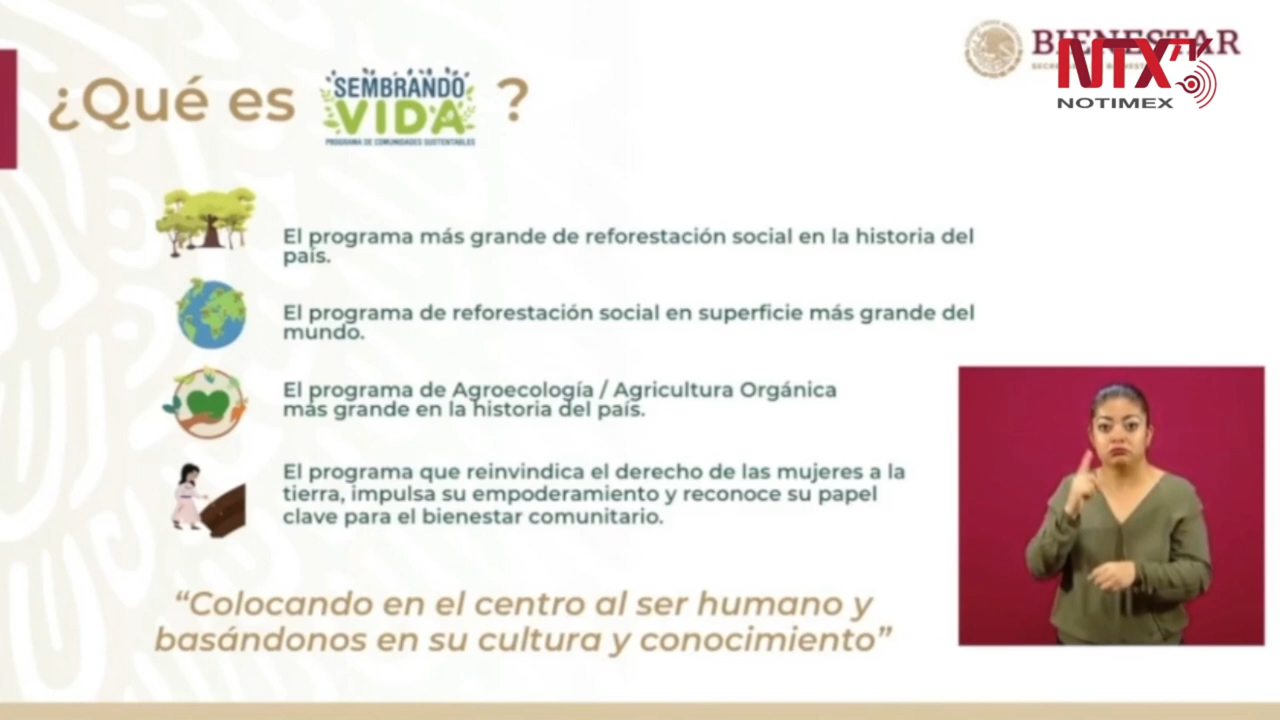 ¿Qué es SEMBRANDO VIDA ?
PROGRAMA DE COMUNIDADES SUSTENTABLES
BIENESTAR
NTX
NOTIMEX
El programa más grande de reforestación social en la historia del
país.
El programa de reforestación social en superficie más grande del
mundo.
El programa de Agroecología / Agricultura Orgánica
más grande en la historia del país.
El programa que reinvindica el derecho de las mujeres a la
tierra, impulsa su empoderamiento y reconoce su papel
clave para el bienestar comunitario.
“Colocando en el centro al ser humano y
basándonos en su cultura y conocimiento”